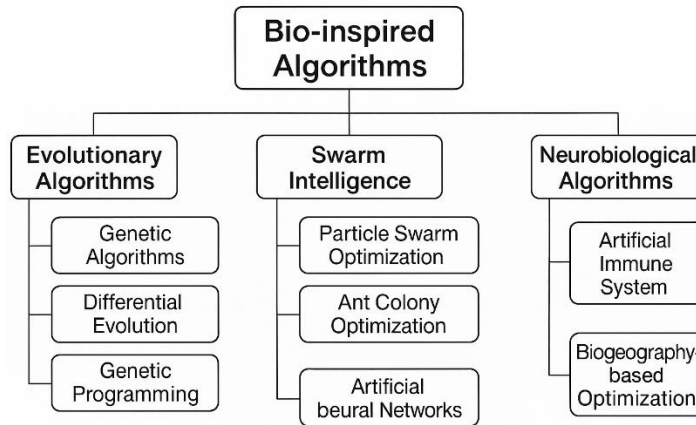 Bio-inspired
Algorithms
Evolutionary
Algorithms
Genetic
Algorithms
Differential
Evolution
Genetic
Programming
Swarm
Intelligence
Particle Swarm
Optimization
Ant Colony
Optimization
Artificial
beural Networks
Neurobiological
Algorithms
Artificial
Immune
System
Biogeography-
based
Optimization